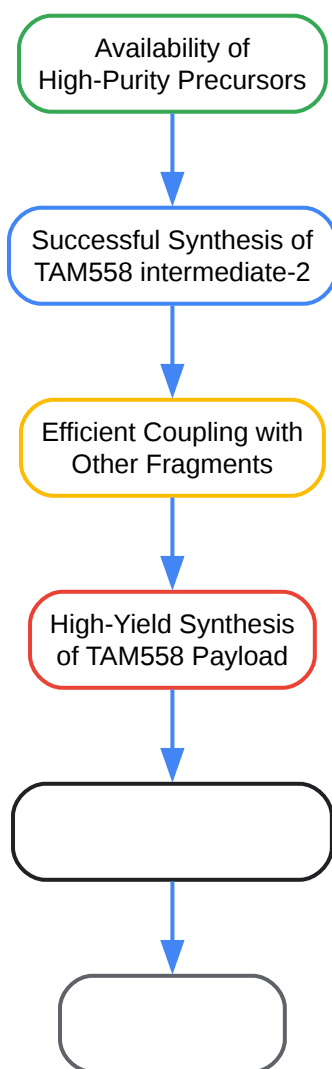 Availability of
High-Purity Precursors
Successful Synthesis of
TAM558 intermediate-2
Efficient Coupling with
Other Fragments
High-Yield Synthesis
of TAM558 Payload